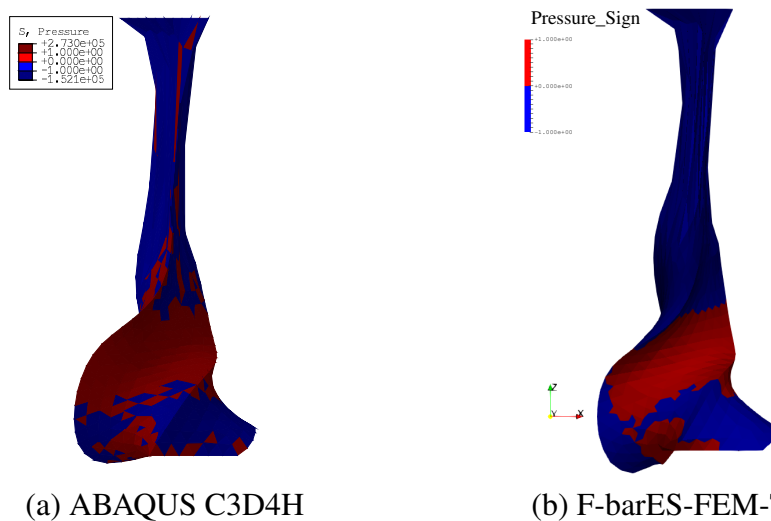 S, Pressure
+2.730e+05
+1.000e+00
+0.000e+00
-1.000e+00
-1.521e+05
Pressure_Sign
+1.000e+00
+0.000e+00
-1.000e+00
Z
Y
X
(a) ABAQUS C3D4H
(b) F-barES-FEM-